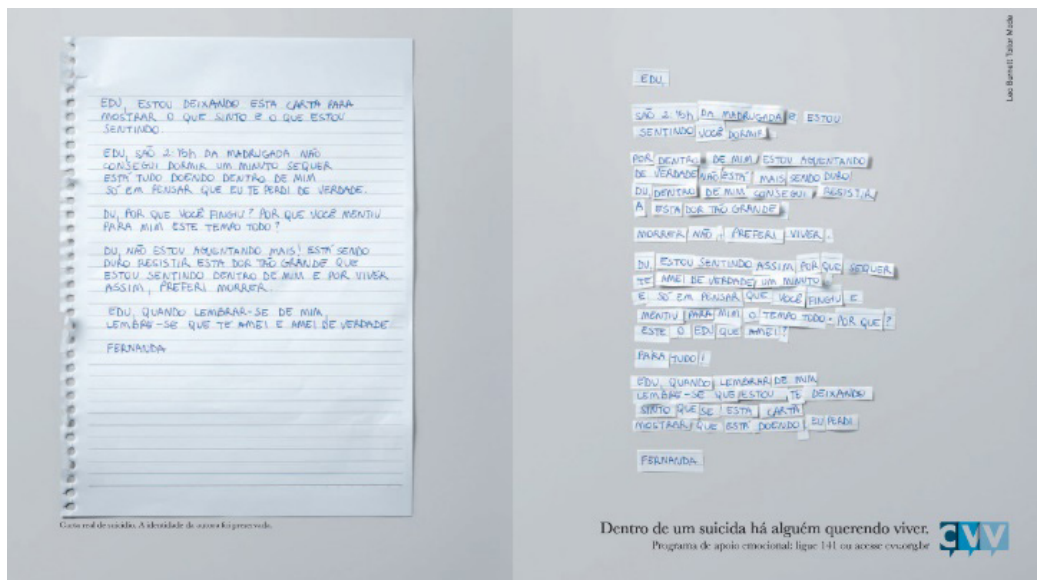 EDU, ESTOU DEIXANDO ESTA CARTA PARA
MOSTRAR O QUE SINTO E O QUE ESTOU
SENTINDO.
EDU, SÃO 2:45h DA MADRUGADA NÃO
CONSEGUI DORMIR UM MINUTO SEQUER
ESTÁ TUDO DOENDO DENTRO DE MIM
SÓ EM PENSAR QUE EU TE PERDI DE VERDADE.
DU, POR QUE VOCÊ FINGIU? POR QUE VOCÊ MENTIU
PARA MIM ESTE TEMPO TODO?
DU, NÃO ESTOU AGUENTANDO MAIS! ESTÁ SENDO
DURO RESISTIR ESTA DOR TÃO GRANDE QUE
ESTOU SENTINDO DENTRO DE MIM E POR VIVER
ASSIM, PREFERI MORRER.
EDU, QUANDO LEMBRAR-SE DE MIM,
LEMBRE-SE QUE TE AMEI E AMEI DE VERDADE
FERNANDA
Carta real de suicídio. A identidade da autora foi preservada.
Leo Burnett Tailor Made
EDU,
SÃO 2:45h DA MADRUGADA E ESTOU
SENTINDO VOCÊ DORMIR.
POR DENTRO DE MIM ESTOU AGUENTANDO
DE VERDADE NÃO ESTÁ MAIS SENDO DURO!
DU, DENTRO DE MIM CONSEGUI RESISTIR
A ESTA DOR TÃO GRANDE.
MORRER NÃO, PREFERI VIVER.
DU ESTOU SENTINDO ASSIM, POR QUE SEQUER
TE AMEI DE VERDADE UM MINUTO.
E SÓ EM PENSAR QUE VOCÊ FINGIU E
MENTIU PARA MIM O TEMPO TODO. POR QUE?
ESTE O EDU QUE AMEI?
PARA TUDO!
EDU, QUANDO LEMBRAR DE MIM,
LEMBRE-SE QUE ESTOU TE DEIXANDO
SINTO QUE SE ESTA CARTA
MOSTRAR QUE ESTÁ DOENDO, EU PERDI
FERNANDA
Dentro de um suicida há alguém querendo viver.
Programa de apoio emocional: ligue 141 ou acesse cvv.org.br
CVV